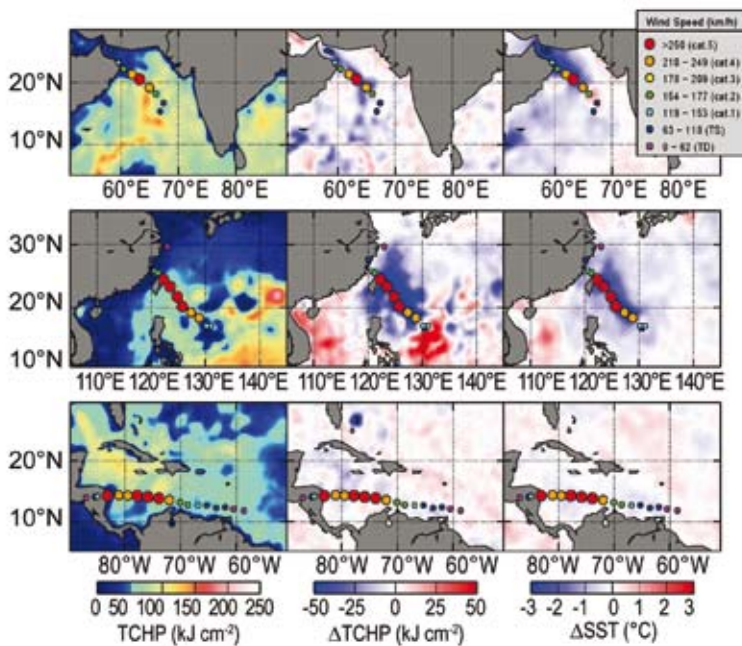 Wind Speed (km/h)
>250 (cat.5)
210 – 249 (cat.4)
178 – 209 (cat.3)
154 – 177 (cat.2)
119 – 153 (cat.1)
63 – 118 (TS)
0 – 62 (TD)
20°N
10°N
60°E 70°E 80°E 60°E 70°E 80°E 60°E 70°E 80°E
30°N
20°N
10°N
110°E 120°E 130°E 110°E 120°E 130°E 140°E 110°E 120°E 130°E 145°E
20°N
10°N
80°W 70°W 60°W 80°W 70°W 60°W 80°W 70°W 60°W
0 50 100 150 200 250 -50 -25 0 25 50 -3 -2 -1 0 1 2 3
TCHP (kJ cm⁻²) ΔTCHP (kJ cm⁻²) ΔSST (°C)